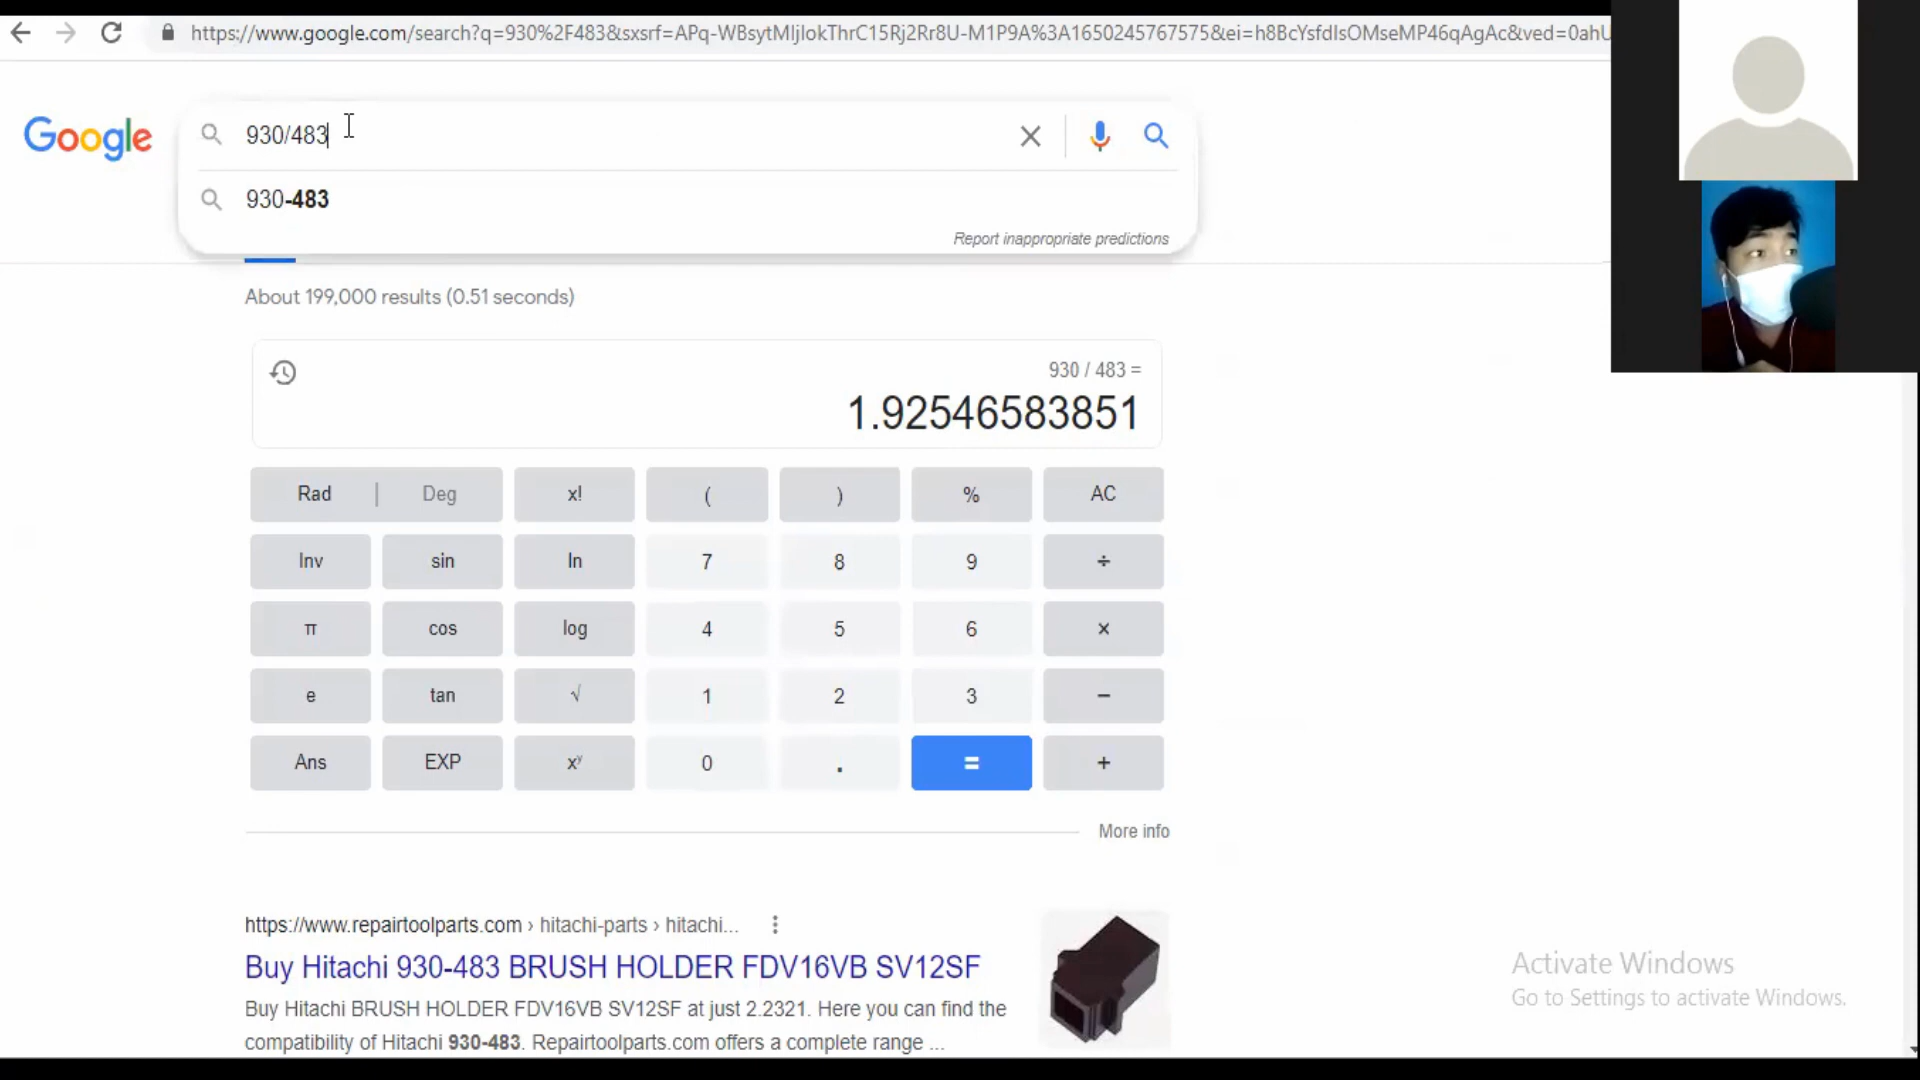 https://www.google.com/search?q=930%2F483&sxsrf=APq-WBsytMIjIokThrC15Rj2Rr8U-M1P9A%3A1650245767575&ei=h8BcYsfdIsOMseMP46qAgAc&ved=0ahU
Google
930/483
930-483
Report inappropriate predictions
About 199,000 results (0.51 seconds)
930 / 483 =
1.92546583851
Rad | Deg x! ( ) % AC
Inv sin ln 7 8 9 ÷
π cos log 4 5 6 ×
e tan √ 1 2 3 −
Ans EXP xʸ 0 . = +
More info
https://www.repairtoolparts.com › hitachi-parts › hitachi...
Buy Hitachi 930-483 BRUSH HOLDER FDV16VB SV12SF
Buy Hitachi BRUSH HOLDER FDV16VB SV12SF at just 2.2321. Here you can find the
compatibility of Hitachi 930-483. Repairtoolparts.com offers a complete range ...
Activate Windows
Go to Settings to activate Windows.